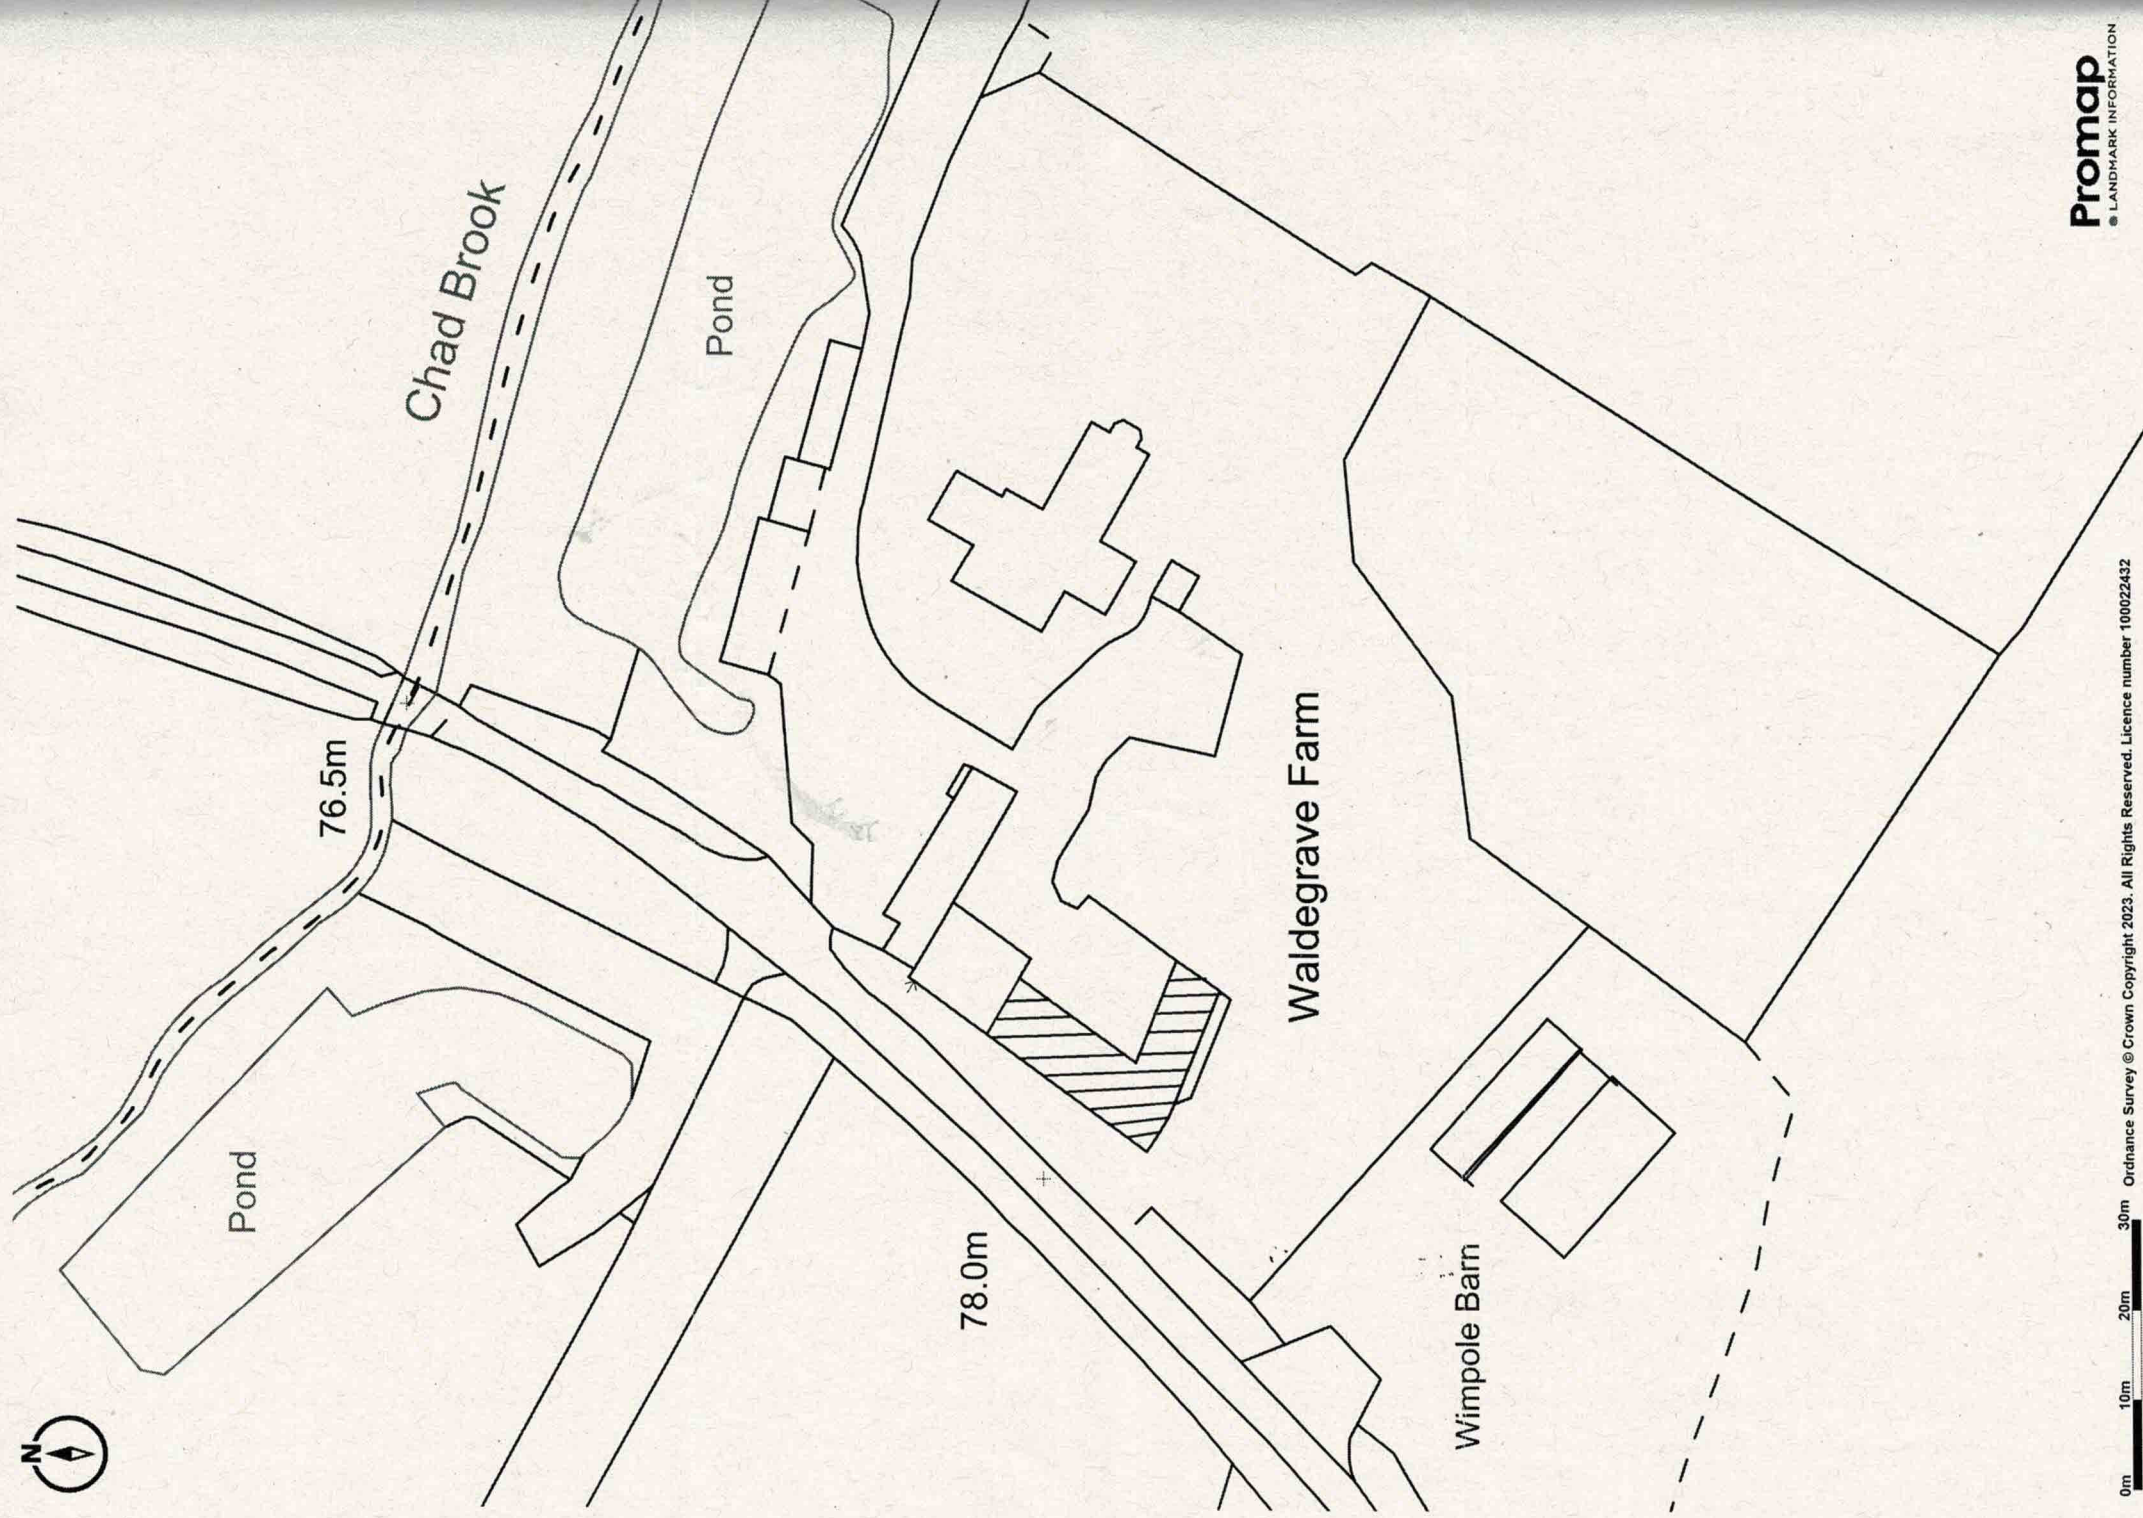 N
Chad Brook
Pond
76.5m
Pond
Waldegrave Farm
78.0m
Wimpole Barn
Promap
LANDMARK INFORMATION
0m 10m 20m 30m
Ordnance Survey © Crown Copyright 2023. All Rights Reserved. Licence number 100022432